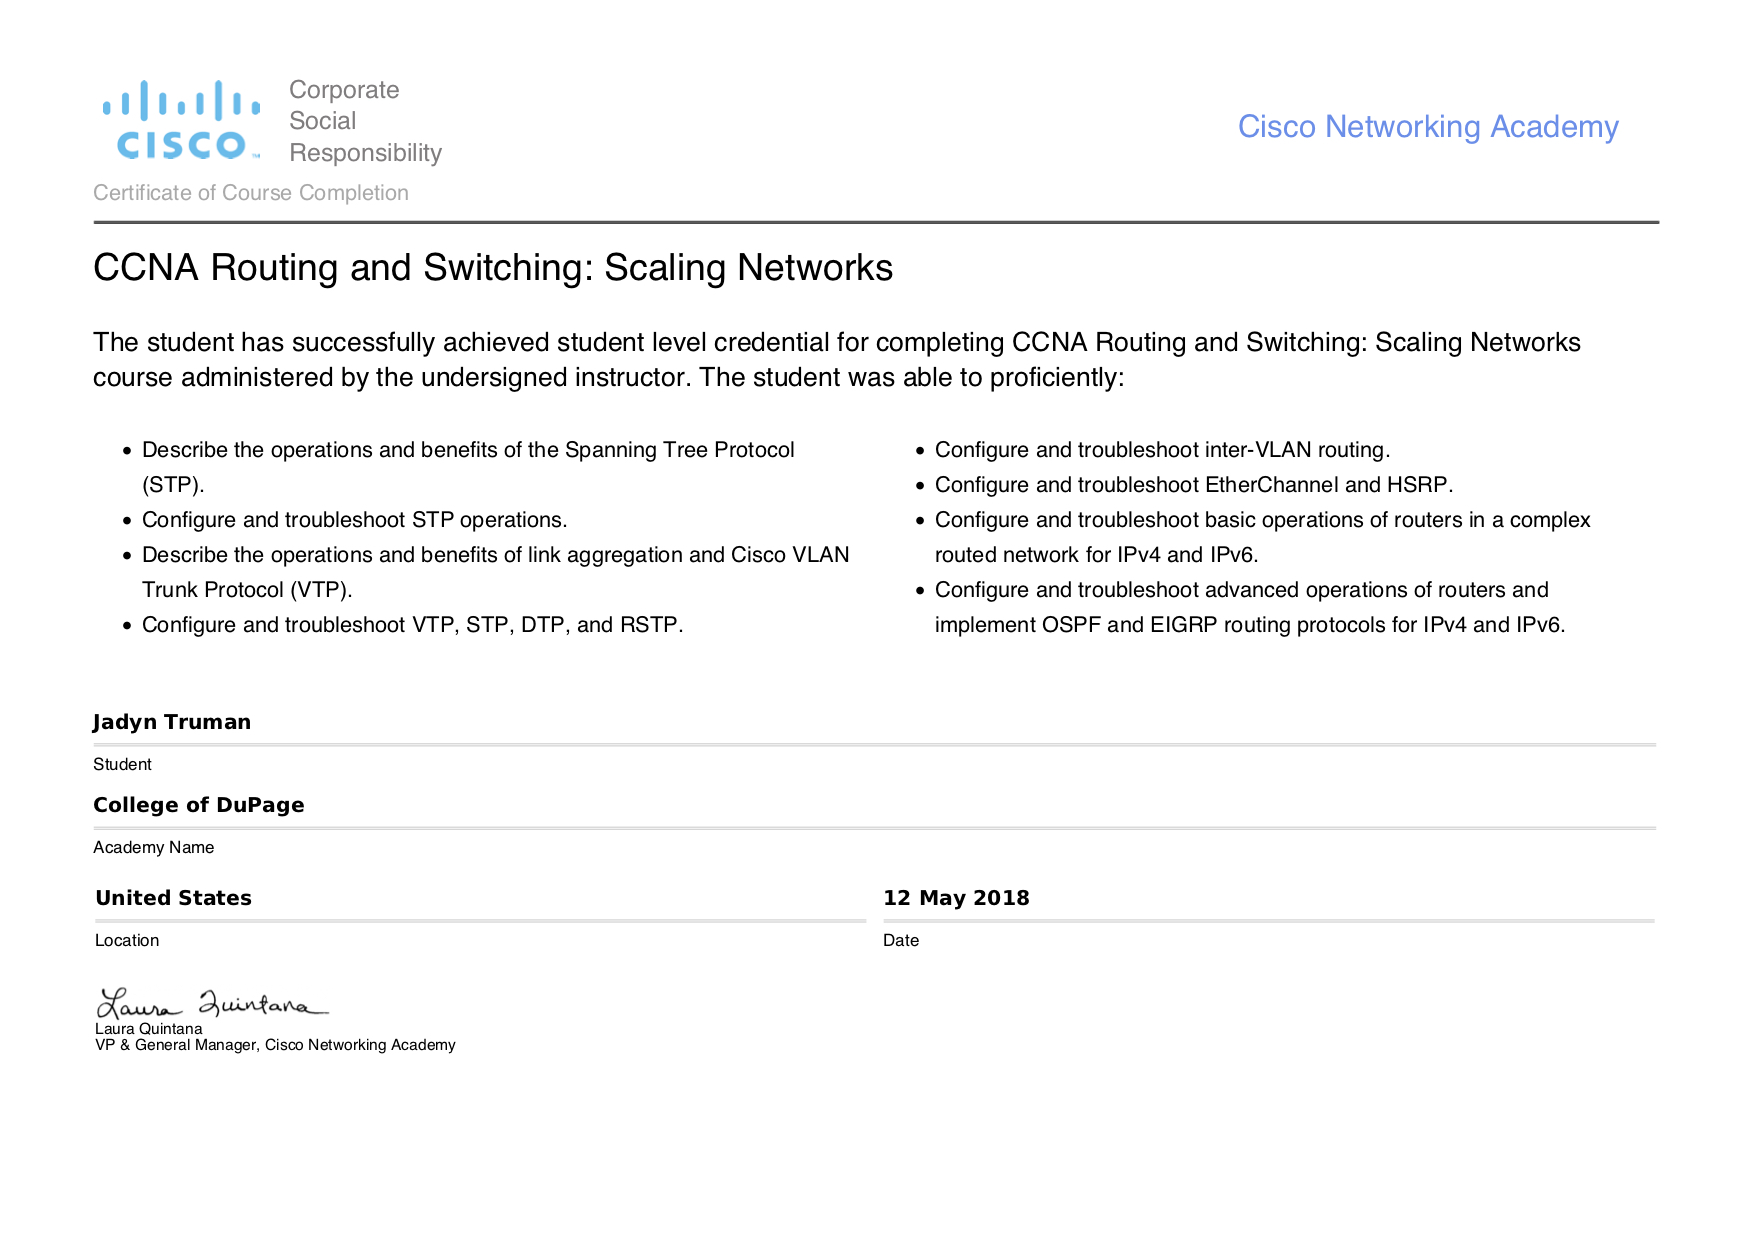 CISCO™
Corporate
Social
Responsibility
Cisco Networking Academy
Certificate of Course Completion
CCNA Routing and Switching: Scaling Networks
The student has successfully achieved student level credential for completing CCNA Routing and Switching: Scaling Networks
course administered by the undersigned instructor. The student was able to proficiently:
• Describe the operations and benefits of the Spanning Tree Protocol
(STP).
• Configure and troubleshoot STP operations.
• Describe the operations and benefits of link aggregation and Cisco VLAN
Trunk Protocol (VTP).
• Configure and troubleshoot VTP, STP, DTP, and RSTP.
• Configure and troubleshoot inter-VLAN routing.
• Configure and troubleshoot EtherChannel and HSRP.
• Configure and troubleshoot basic operations of routers in a complex
routed network for IPv4 and IPv6.
• Configure and troubleshoot advanced operations of routers and
implement OSPF and EIGRP routing protocols for IPv4 and IPv6.
Jadyn Truman
Student
College of DuPage
Academy Name
United States
Location
12 May 2018
Date
Laura Quintana
Laura Quintana
VP & General Manager, Cisco Networking Academy